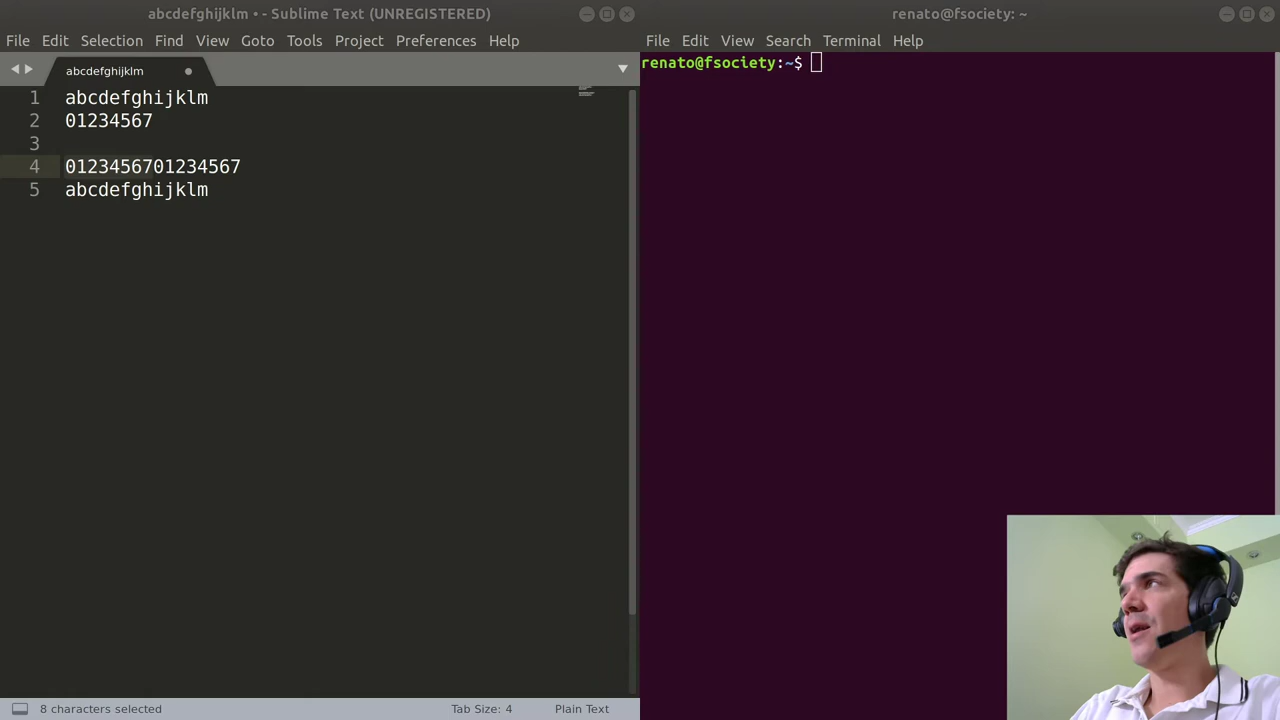 abcdefghijklm • - Sublime Text (UNREGISTERED)
File Edit Selection Find View Goto Tools Project Preferences Help
abcdefghijklm
1 abcdefghijklm
2 01234567
3
4 0123456701234567
5 abcdefghijklm
8 characters selected Tab Size: 4 Plain Text
renato@fsociety: ~
File Edit View Search Terminal Help
renato@fsociety:~$